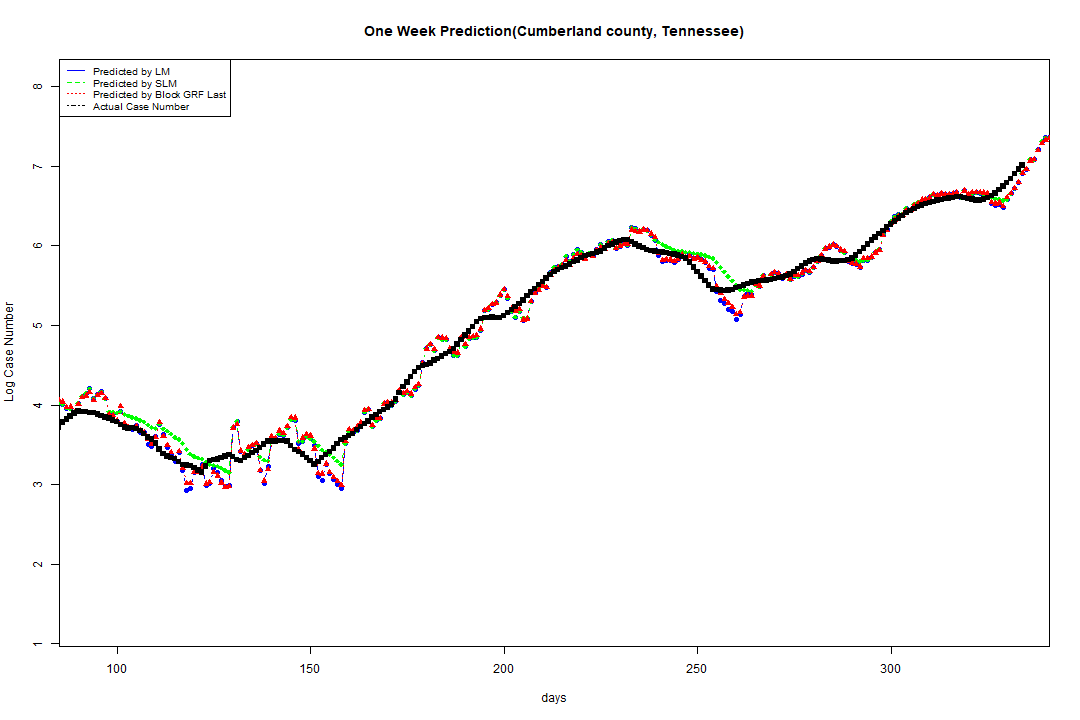 One Week Prediction(Cumberland county, Tennessee)
Predicted by LM
Predicted by SLM
Predicted by Block GRF Last
Actual Case Number
8
7
6
5
4
3
2
1
Log Case Number
100 150 200 250 300
days